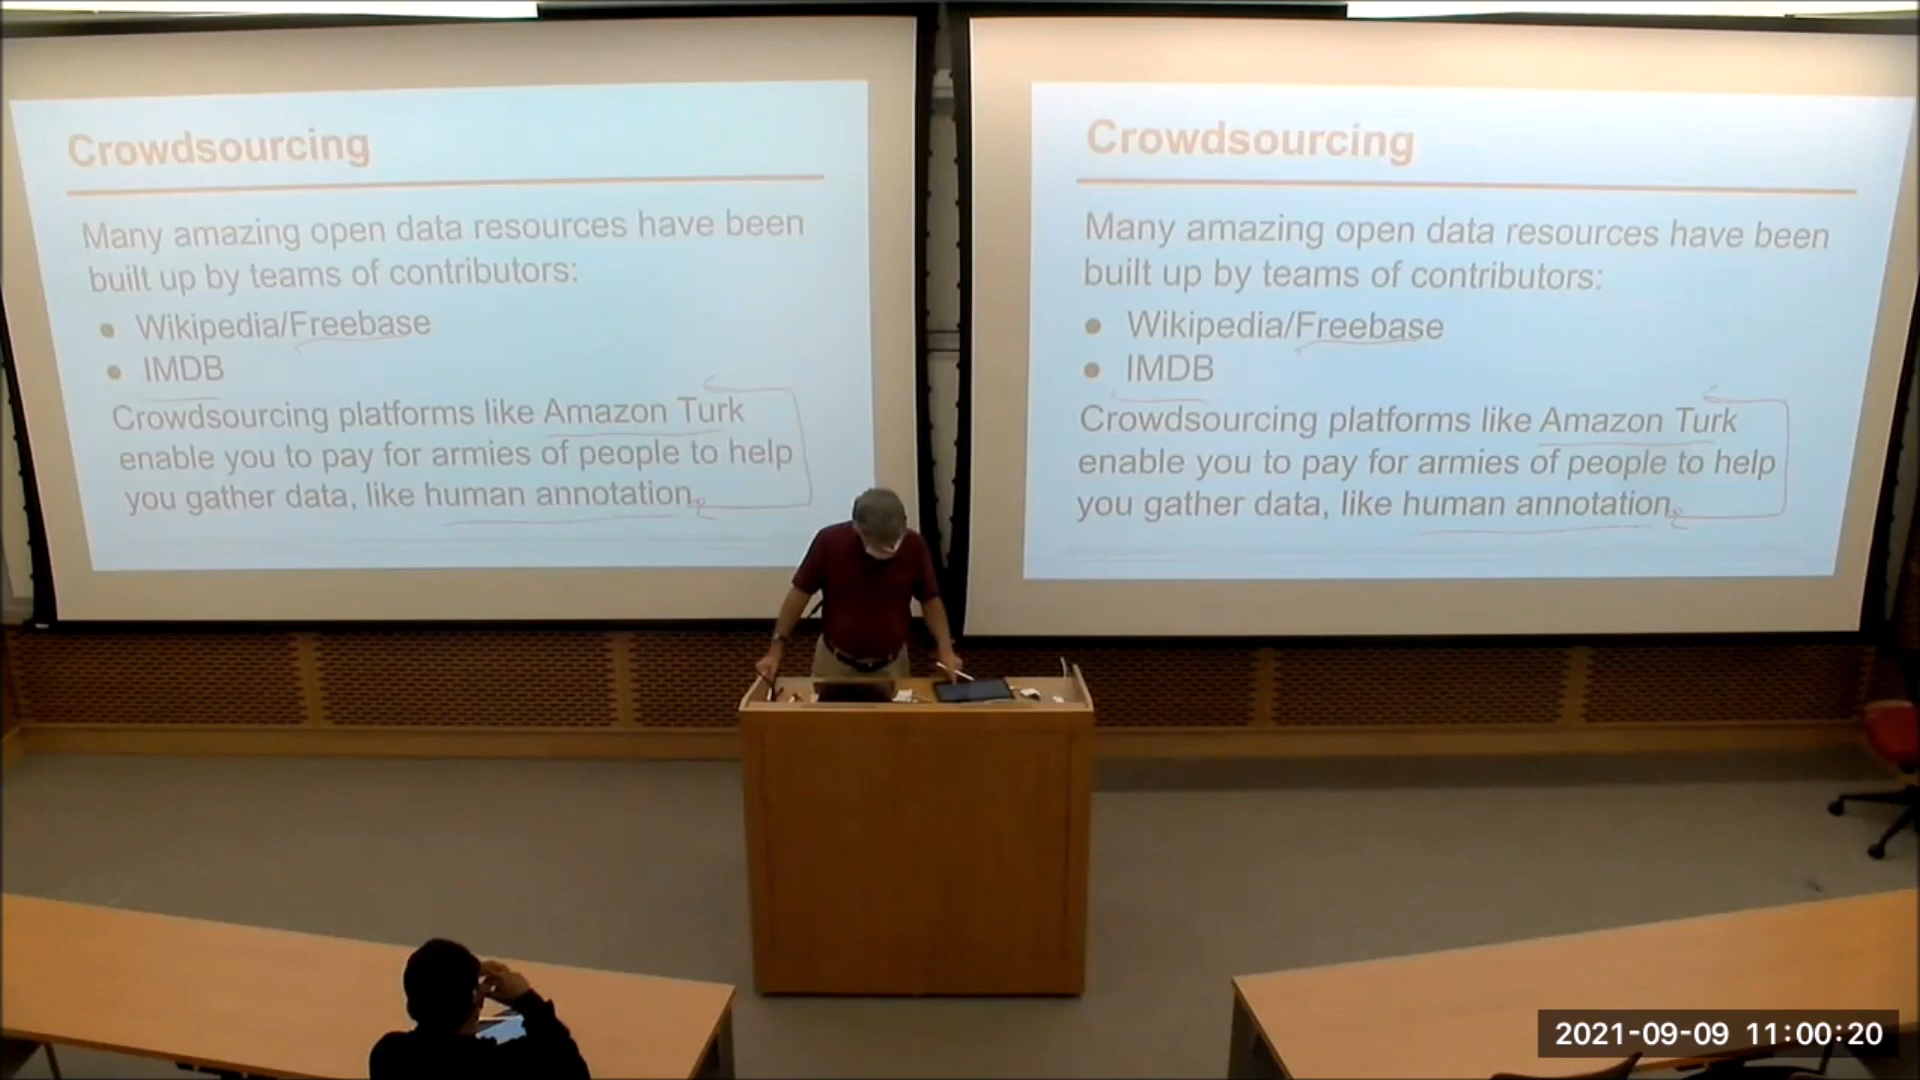 Crowdsourcing
Many amazing open data resources have been
built up by teams of contributors:
● Wikipedia/Freebase
● IMDB
Crowdsourcing platforms like Amazon Turk
enable you to pay for armies of people to help
you gather data, like human annotation.
Crowdsourcing
Many amazing open data resources have been
built up by teams of contributors:
● Wikipedia/Freebase
● IMDB
Crowdsourcing platforms like Amazon Turk
enable you to pay for armies of people to help
you gather data, like human annotation.
2021-09-09 11:00:20